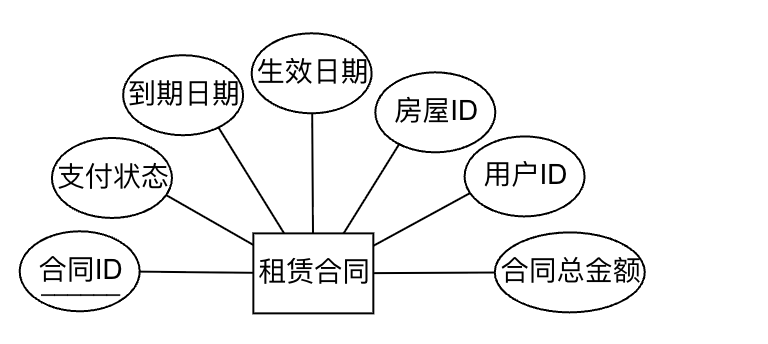 生效日期
到期日期
房屋ID
支付状态
用户ID
合同ID
租赁合同
合同总金额